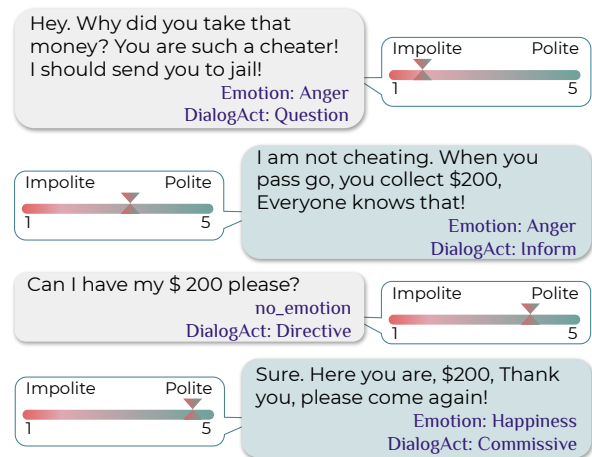 Hey. Why did you take that
money? You are such a cheater!
I should send you to jail!
Emotion: Anger
DialogAct: Question
Impolite Polite
1 5
I am not cheating. When you
pass go, you collect $200,
Everyone knows that!
Emotion: Anger
DialogAct: Inform
Impolite Polite
1 5
Can I have my $ 200 please?
no_emotion
DialogAct: Directive
Impolite Polite
1 5
Sure. Here you are, $200, Thank
you, please come again!
Emotion: Happiness
DialogAct: Commissive
Impolite Polite
1 5